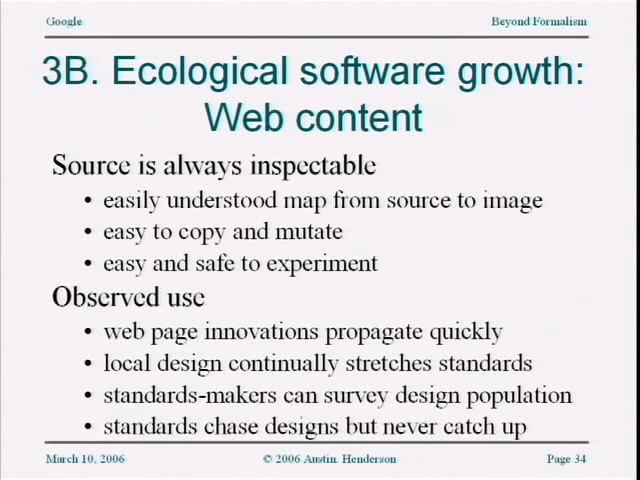 Google Beyond Formalism
3B. Ecological software growth:
Web content
Source is always inspectable
• easily understood map from source to image
• easy to copy and mutate
• easy and safe to experiment
Observed use
• web page innovations propagate quickly
• local design continually stretches standards
• standards-makers can survey design population
• standards chase designs but never catch up
March 10, 2006 © 2006 Austin. Henderson Page 34